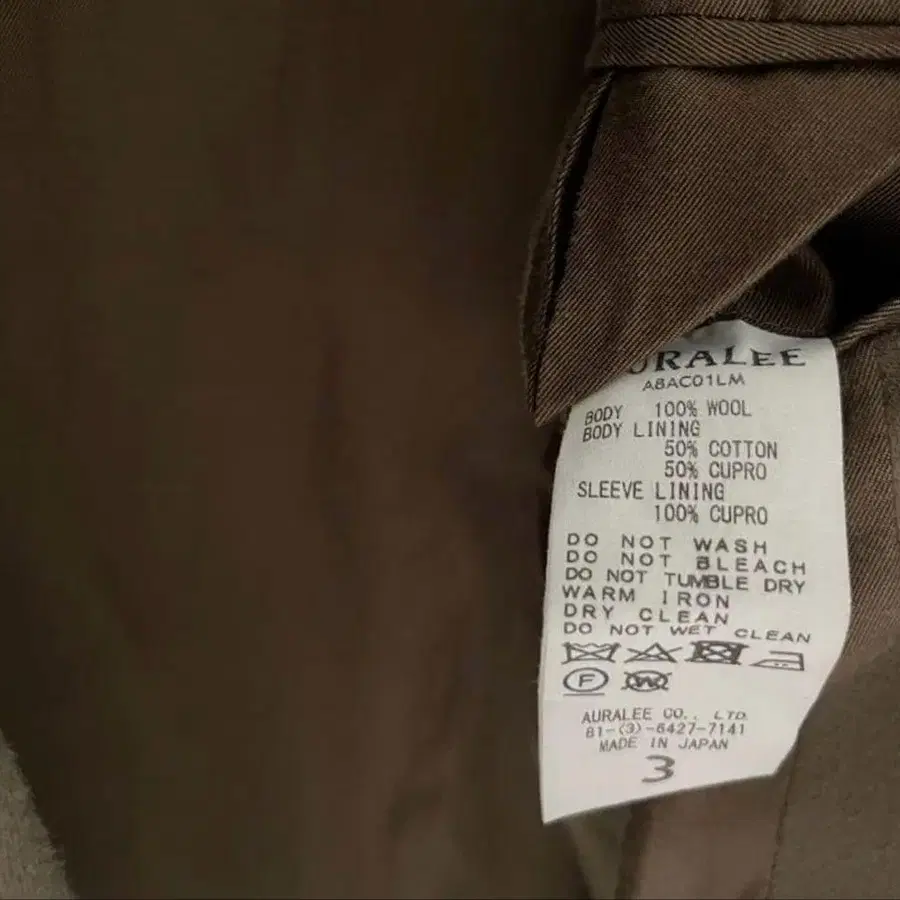 URALEE
A8AC01LM
BODY 100% WOOL
BODY LINING
50% COTTON
50% CUPRO
SLEEVE LINING
100% CUPRO
DO NOT WASH
DO NOT BLEACH
DO NOT TUMBLE DRY
WARM IRON
DRY CLEAN
DO NOT WET CLEAN
F W
AURALEE CO., LTD.
81-(3)-6427-7141
MADE IN JAPAN
3